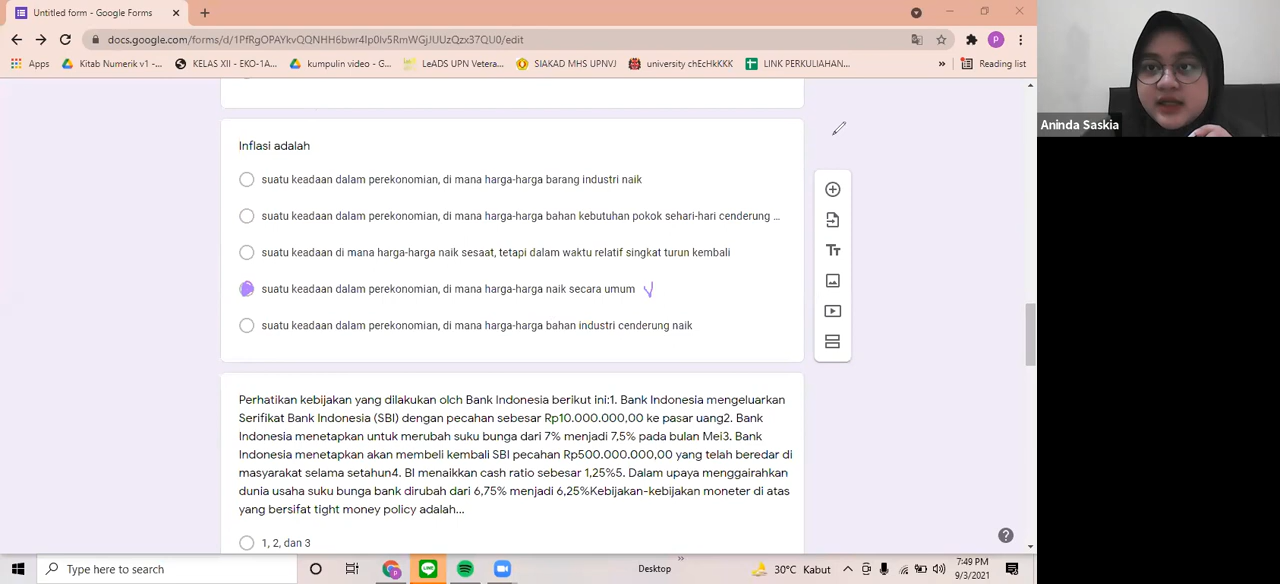 Untitled form - Google Forms
docs.google.com/forms/d/1PfRgOPAYkvQQNHH6bwr4Ip0lv5RmWGjJUUzQzx37QU0/edit
Apps Kitab Numerik v1 -... KELAS XII - EKO-1A... kumpulin video - G... LeADS UPN Vetera... SIAKAD MHS UPNVJ university chEcHkKKK LINK PERKULIAHAN... » Reading list
Aninda Saskia
Inflasi adalah
suatu keadaan dalam perekonomian, di mana harga-harga barang industri naik
suatu keadaan dalam perekonomian, di mana harga-harga bahan kebutuhan pokok sehari-hari cenderung ...
suatu keadaan di mana harga-harga naik sesaat, tetapi dalam waktu relatif singkat turun kembali
suatu keadaan dalam perekonomian, di mana harga-harga naik secara umum
suatu keadaan dalam perekonomian, di mana harga-harga bahan industri cenderung naik
Perhatikan kebijakan yang dilakukan olch Bank Indonesia berikut ini:1. Bank Indonesia mengeluarkan
Serifikat Bank Indonesia (SBI) dengan pecahan sebesar Rp10.000.000,00 ke pasar uang2. Bank
Indonesia menetapkan untuk merubah suku bunga dari 7% menjadi 7,5% pada bulan Mei3. Bank
Indonesia menetapkan akan membeli kembali SBI pecahan Rp500.000.000,00 yang telah beredar di
masyarakat selama setahun4. BI menaikkan cash ratio sebesar 1,25%5. Dalam upaya menggairahkan
dunia usaha suku bunga bank dirubah dari 6,75% menjadi 6,25%Kebijakan-kebijakan moneter di atas
yang bersifat tight money policy adalah...
1, 2, dan 3
Type here to search
Desktop
30°C Kabut
7:49 PM
9/3/2021